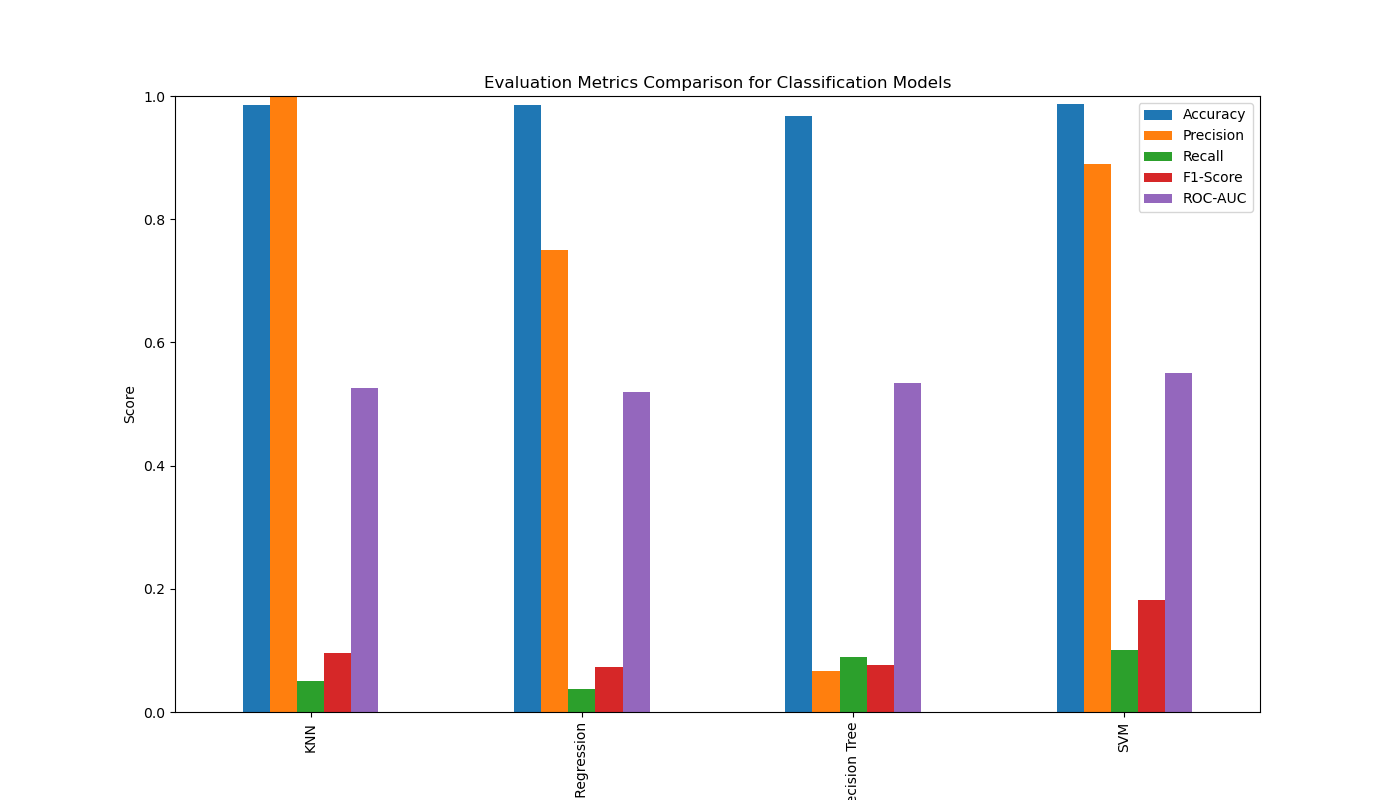 Evaluation Metrics Comparison for Classification Models
1.0
0.8
0.6
0.4
0.2
0.0
Score
Accuracy
Precision
Recall
F1-Score
ROC-AUC
KNN
Regression
ecision Tree
SVM